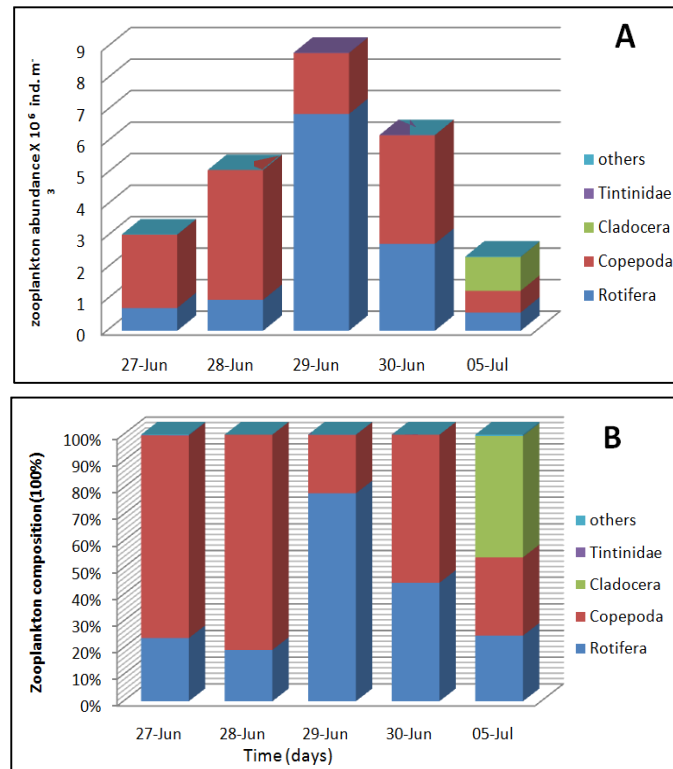 A
zooplankton abundance X 10⁶ ind. m⁻
3
9
8
7
6
5
4
3
2
1
0
27-Jun 28-Jun 29-Jun 30-Jun 05-Jul
others
Tintinidae
Cladocera
Copepoda
Rotifera
B
Zooplankton composition(100%)
100%
90%
80%
70%
60%
50%
40%
30%
20%
10%
0%
27-Jun 28-Jun 29-Jun 30-Jun 05-Jul
Time (days)
others
Tintinidae
Cladocera
Copepoda
Rotifera